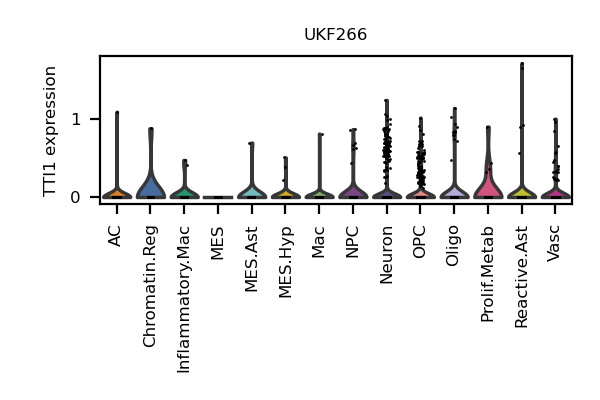 UKF266
TTI1 expression
1
0
AC
Chromatin.Reg
Inflammatory.Mac
MES
MES.Ast
MES.Hyp
Mac
NPC
Neuron
OPC
Oligo
Prolif.Metab
Reactive.Ast
Vasc